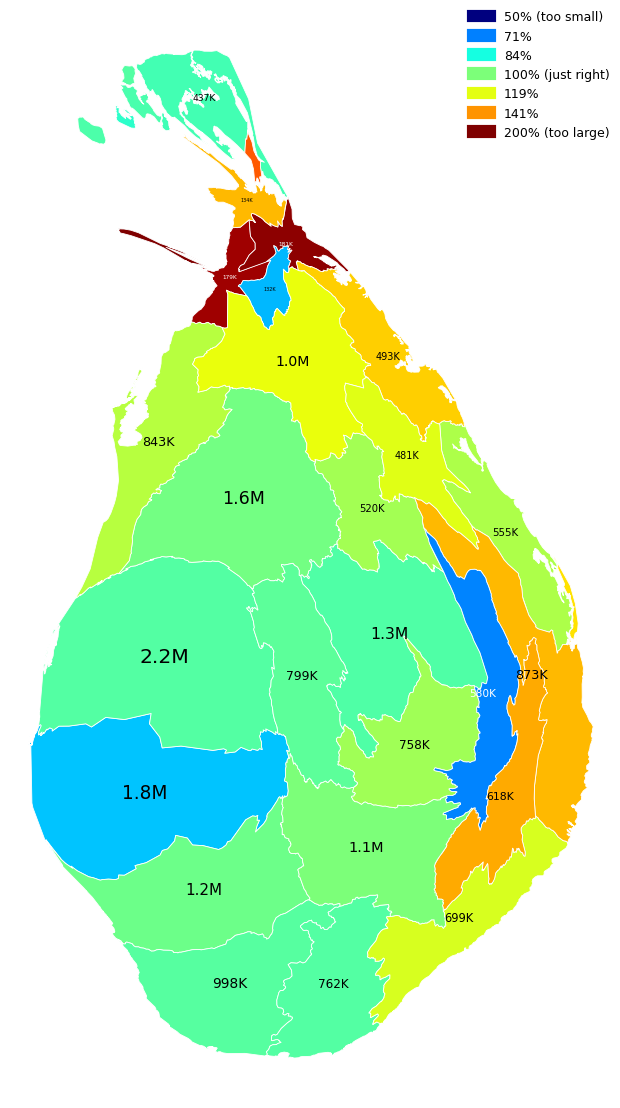 50% (too small)
71%
84%
100% (just right)
119%
141%
200% (too large)
437K
134K
181K
179K
132K
1.0M
493K
843K
481K
1.6M
520K
555K
1.3M
2.2M
799K
873K
530K
758K
1.8M
618K
1.1M
1.2M
699K
998K
762K